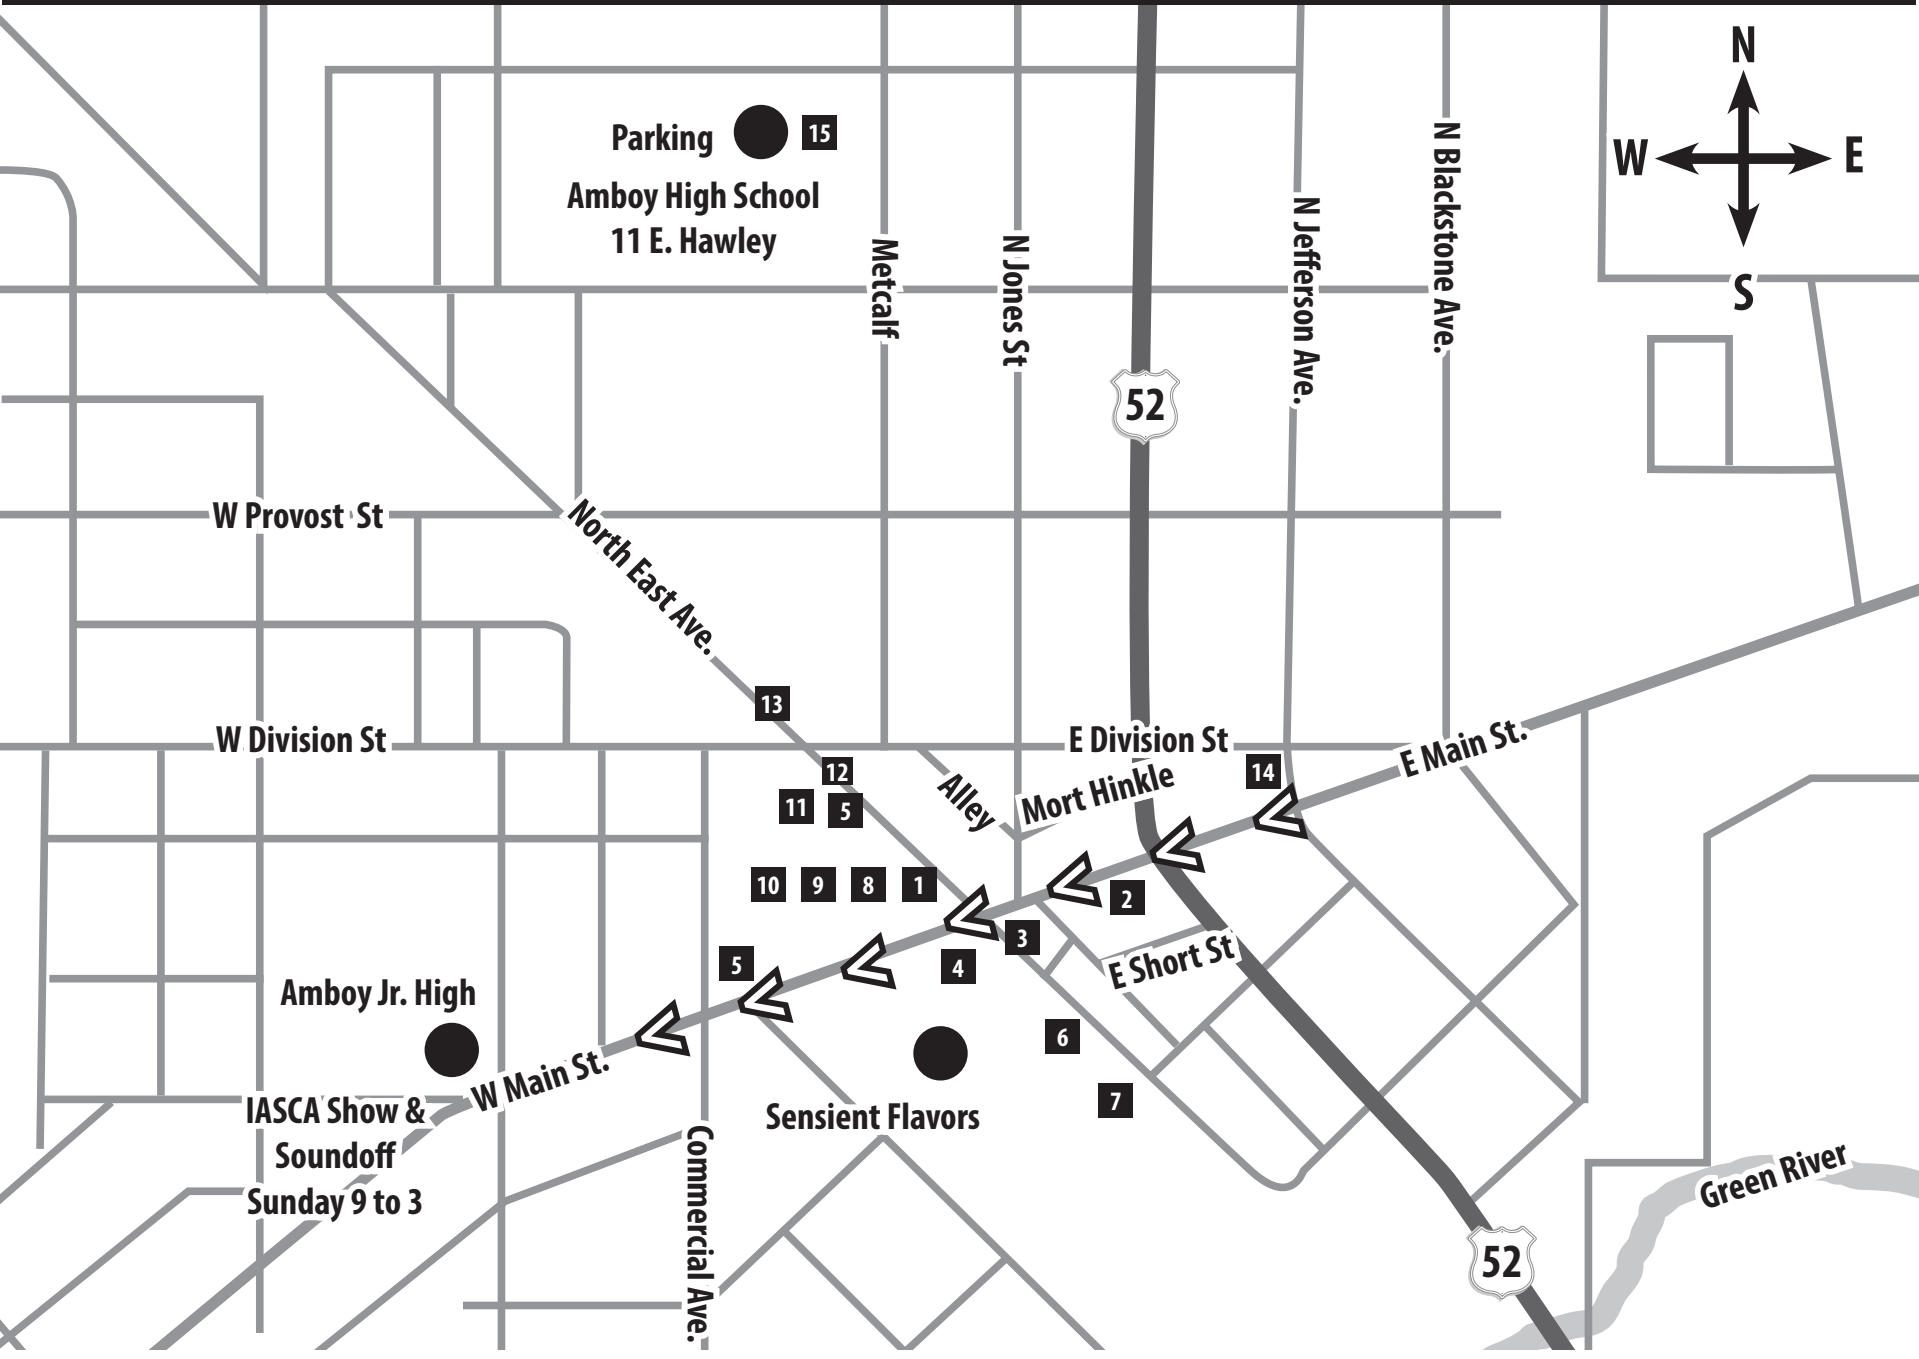 N
W
E
S
Parking
15
Amboy High School
11 E. Hawley
Metcalf
N Jones St
52
N Jefferson Ave.
N Blackstone Ave.
W Provost St
North East Ave.
13
W Division St
E Division St
E Main St.
12
11
5
Alley
Mort Hinkle
14
10
9
8
1
2
3
E Short St
5
4
Amboy Jr. High
6
W Main St.
7
IASCA Show &
Soundoff
Sunday 9 to 3
Sensient Flavors
Commercial Ave.
Green River
52